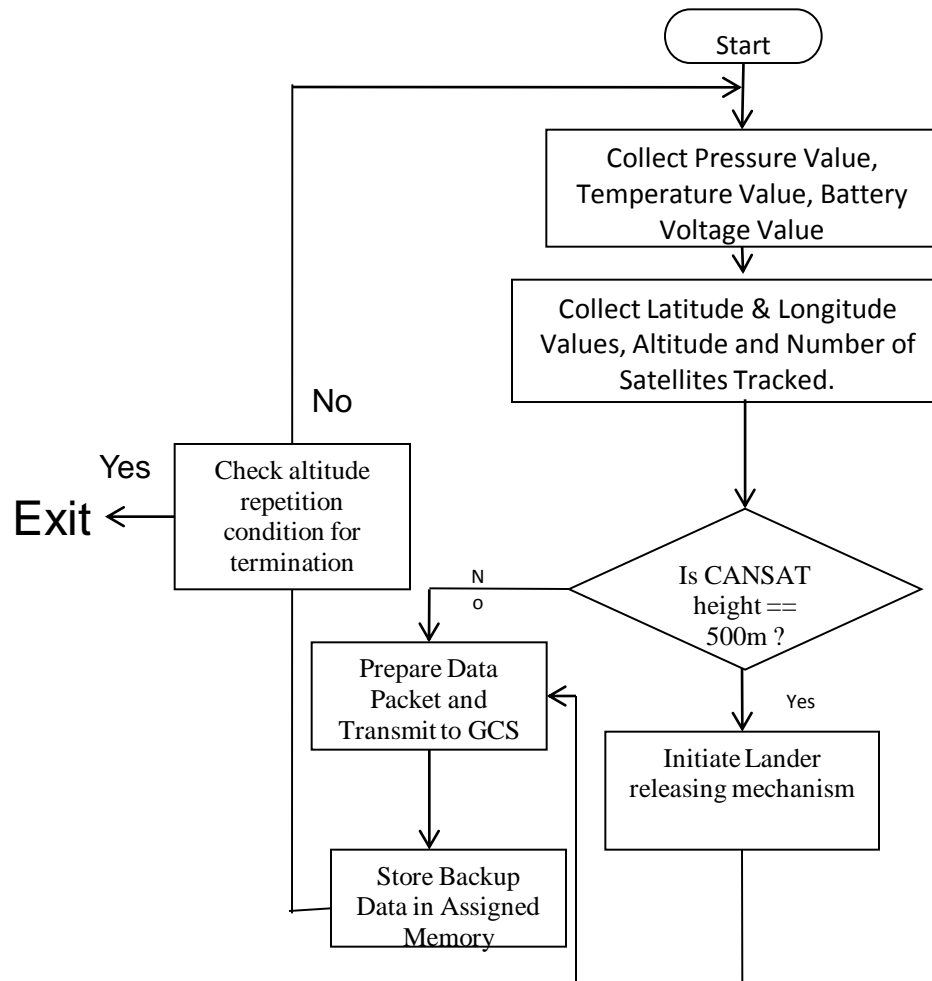 Start
Collect Pressure Value,
Temperature Value, Battery
Voltage Value
Collect Latitude & Longitude
Values, Altitude and Number of
Satellites Tracked.
No
Yes
Check altitude
repetition
condition for
termination
Exit
Is CANSAT
height ==
500m ?
N
o
Prepare Data
Packet and
Transmit to GCS
Yes
Initiate Lander
releasing mechanism
Store Backup
Data in Assigned
Memory